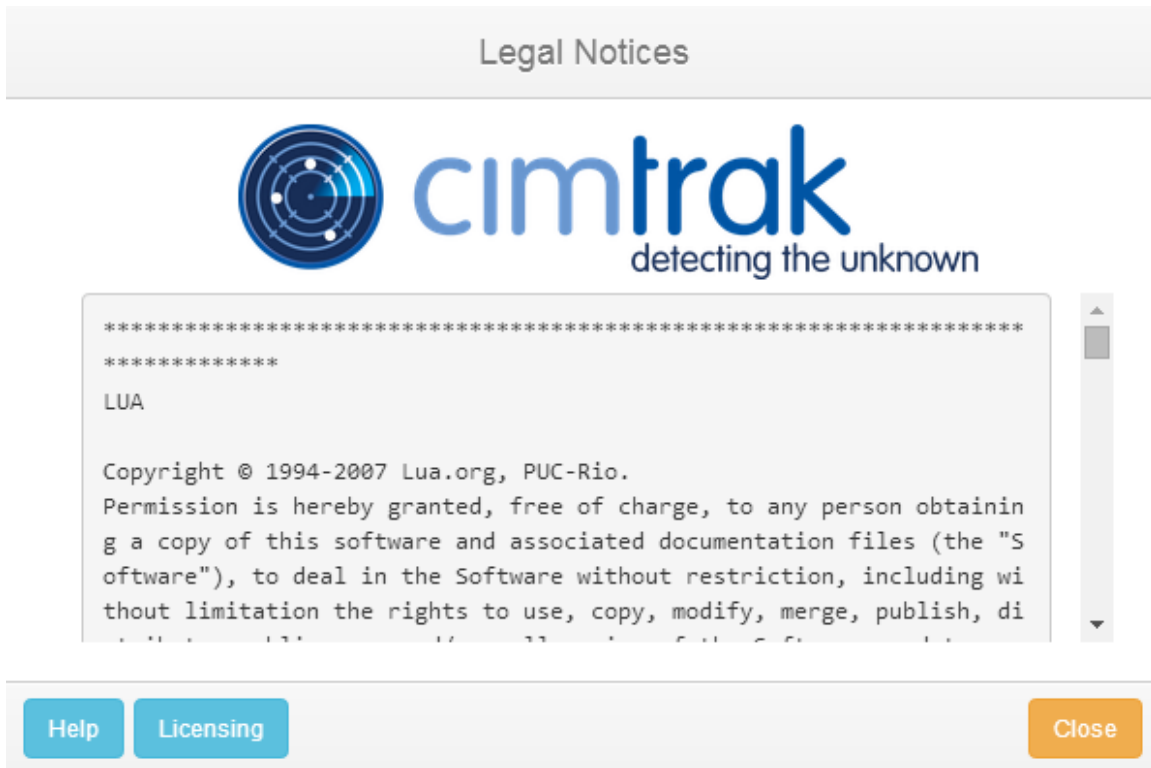 Legal Notices
cimtrak
detecting the unknown
*********************************************************************
*************
LUA
Copyright © 1994-2007 Lua.org, PUC-Rio.
Permission is hereby granted, free of charge, to any person obtainin
g a copy of this software and associated documentation files (the "S
oftware"), to deal in the Software without restriction, including wi
thout limitation the rights to use, copy, modify, merge, publish, di
Help Licensing Close